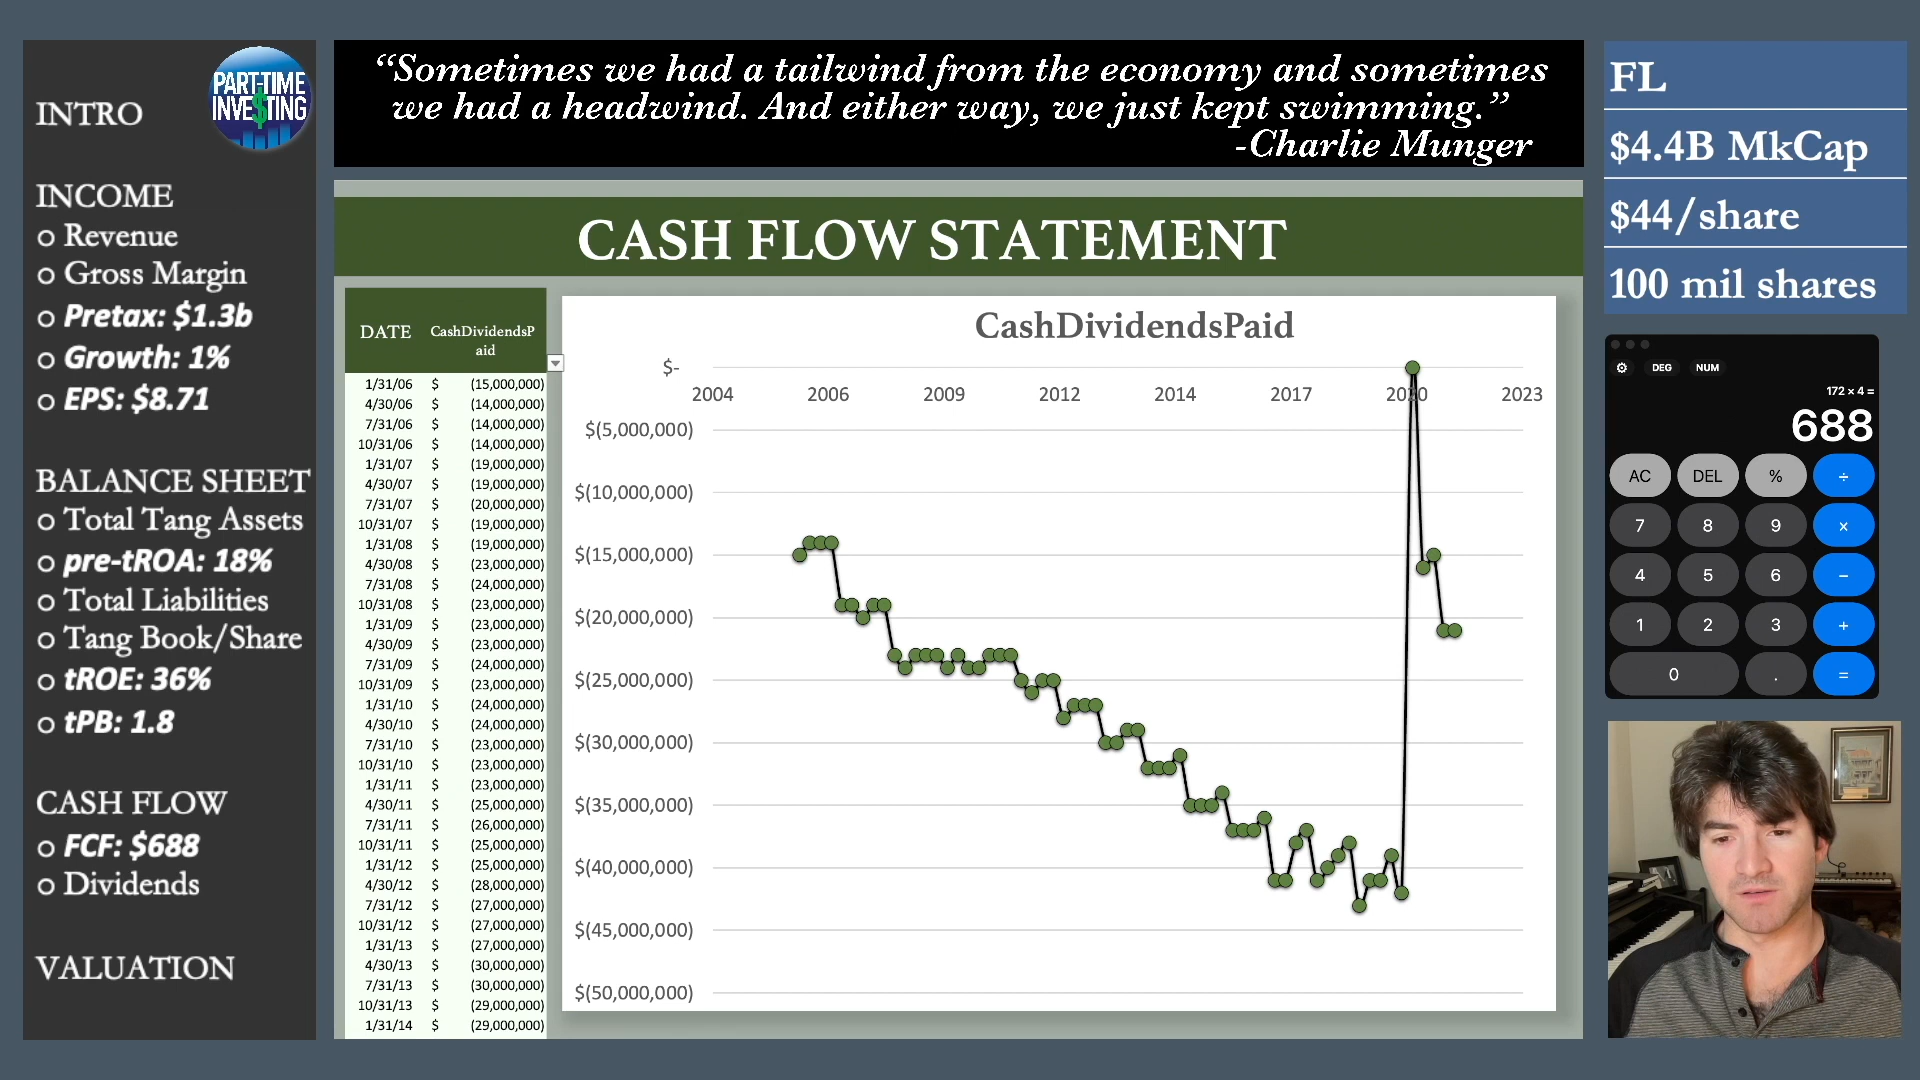 INTRO
PART-TIME
INVE$TING
INCOME
o Revenue
o Gross Margin
o Pretax: $1.3b
o Growth: 1%
o EPS: $8.71
BALANCE SHEET
o Total Tang Assets
o pre-tROA: 18%
o Total Liabilities
o Tang Book/Share
o tROE: 36%
o tPB: 1.8
CASH FLOW
o FCF: $688
o Dividends
VALUATION
“Sometimes we had a tailwind from the economy and sometimes
we had a headwind. And either way, we just kept swimming.”
-Charlie Munger
CASH FLOW STATEMENT
DATE CashDividendsP
aid
1/31/06 $ (15,000,000)
4/30/06 $ (14,000,000)
7/31/06 $ (14,000,000)
10/31/06 $ (14,000,000)
1/31/07 $ (19,000,000)
4/30/07 $ (19,000,000)
7/31/07 $ (20,000,000)
10/31/07 $ (19,000,000)
1/31/08 $ (19,000,000)
4/30/08 $ (23,000,000)
7/31/08 $ (24,000,000)
10/31/08 $ (23,000,000)
1/31/09 $ (23,000,000)
4/30/09 $ (23,000,000)
7/31/09 $ (24,000,000)
10/31/09 $ (23,000,000)
1/31/10 $ (24,000,000)
4/30/10 $ (24,000,000)
7/31/10 $ (23,000,000)
10/31/10 $ (23,000,000)
1/31/11 $ (23,000,000)
4/30/11 $ (25,000,000)
7/31/11 $ (26,000,000)
10/31/11 $ (25,000,000)
1/31/12 $ (25,000,000)
4/30/12 $ (28,000,000)
7/31/12 $ (27,000,000)
10/31/12 $ (27,000,000)
1/31/13 $ (27,000,000)
4/30/13 $ (30,000,000)
7/31/13 $ (30,000,000)
10/31/13 $ (29,000,000)
1/31/14 $ (29,000,000)
CashDividendsPaid
$-
2004 2006 2009 2012 2014 2017 2020 2023
$(5,000,000)
$(10,000,000)
$(15,000,000)
$(20,000,000)
$(25,000,000)
$(30,000,000)
$(35,000,000)
$(40,000,000)
$(45,000,000)
$(50,000,000)
FL
$4.4B MkCap
$44/share
100 mil shares
DEG NUM
172 × 4 =
688
AC DEL % ÷
7 8 9 ×
4 5 6 −
1 2 3 +
0 . =